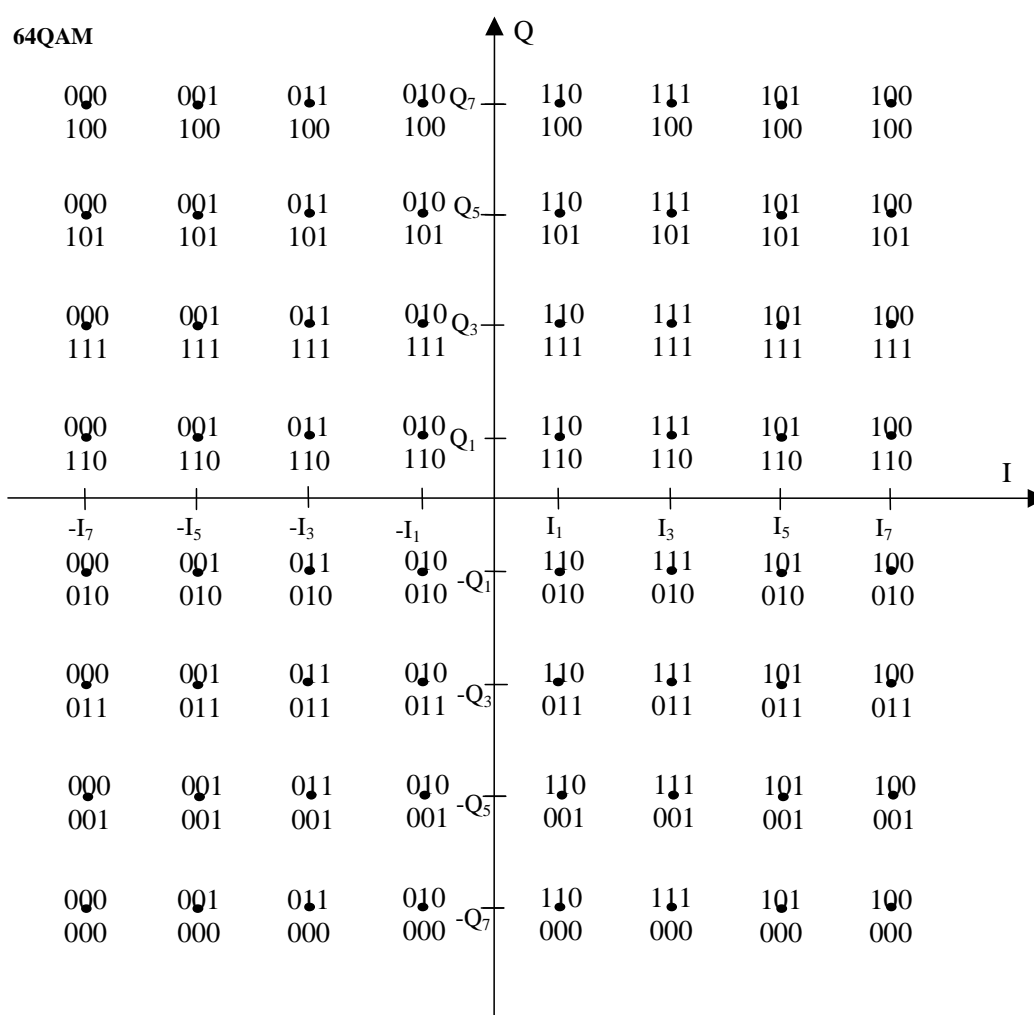 64QAM
Q
000 001 011 010 Q7 110 111 101 100
100 100 100 100 100 100 100 100
000 001 011 010 Q5 110 111 101 100
101 101 101 101 101 101 101 101
000 001 011 010 Q3 110 111 101 100
111 111 111 111 111 111 111 111
000 001 011 010 Q1 110 111 101 100
110 110 110 110 110 110 110 110
I
-I7 -I5 -I3 -I1 I1 I3 I5 I7
000 001 011 010 -Q1 110 111 101 100
010 010 010 010 010 010 010 010
000 001 011 010 -Q3 110 111 101 100
011 011 011 011 011 011 011 011
000 001 011 010 -Q5 110 111 101 100
001 001 001 001 001 001 001 001
000 001 011 010 -Q7 110 111 101 100
000 000 000 000 000 000 000 000